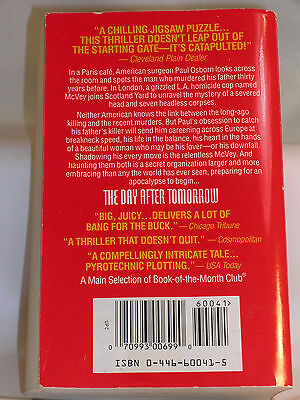 "A CHILLING JIGSAW PUZZLE...
THIS THRILLER DOESN'T LEAP OUT OF
THE STARTING GATE—IT'S CATAPULTED!"
— Cleveland Plain Dealer
In a Paris café, American surgeon Paul Osborn looks across
the room and spots the man who murdered his father thirty
years before. In London, a grizzled L.A. homicide cop named
McVey joins Scotland Yard to unravel the mystery of a severed
head and seven headless corpses.
Neither American knows the link between the long-ago
killing and the recent murders. But Paul's obsession to catch
his father's killer will send him careering across Europe at
breakneck speed, his life in the balance, his heart in the hands
of a beautiful woman who may be his lover—or his downfall.
Shadowing his every move is the relentless McVey. And
haunting them both is a secret organization larger and more
embracing than any the world has ever seen, preparing for an
apocalypse to begin...
THE DAY AFTER TOMORROW
"BIG, JUICY...DELIVERS A LOT OF
BANG FOR THE BUCK." — Chicago Tribune
"A THRILLER THAT DOESN'T QUIT." — Cosmopolitan
"A COMPELLINGLY INTRICATE TALE...
PYROTECHNIC PLOTTING." — USA Today
A Main Selection of Book-of-the-Month Club®
60041>
0 70993 00699 0
ISBN 0-446-60041-5